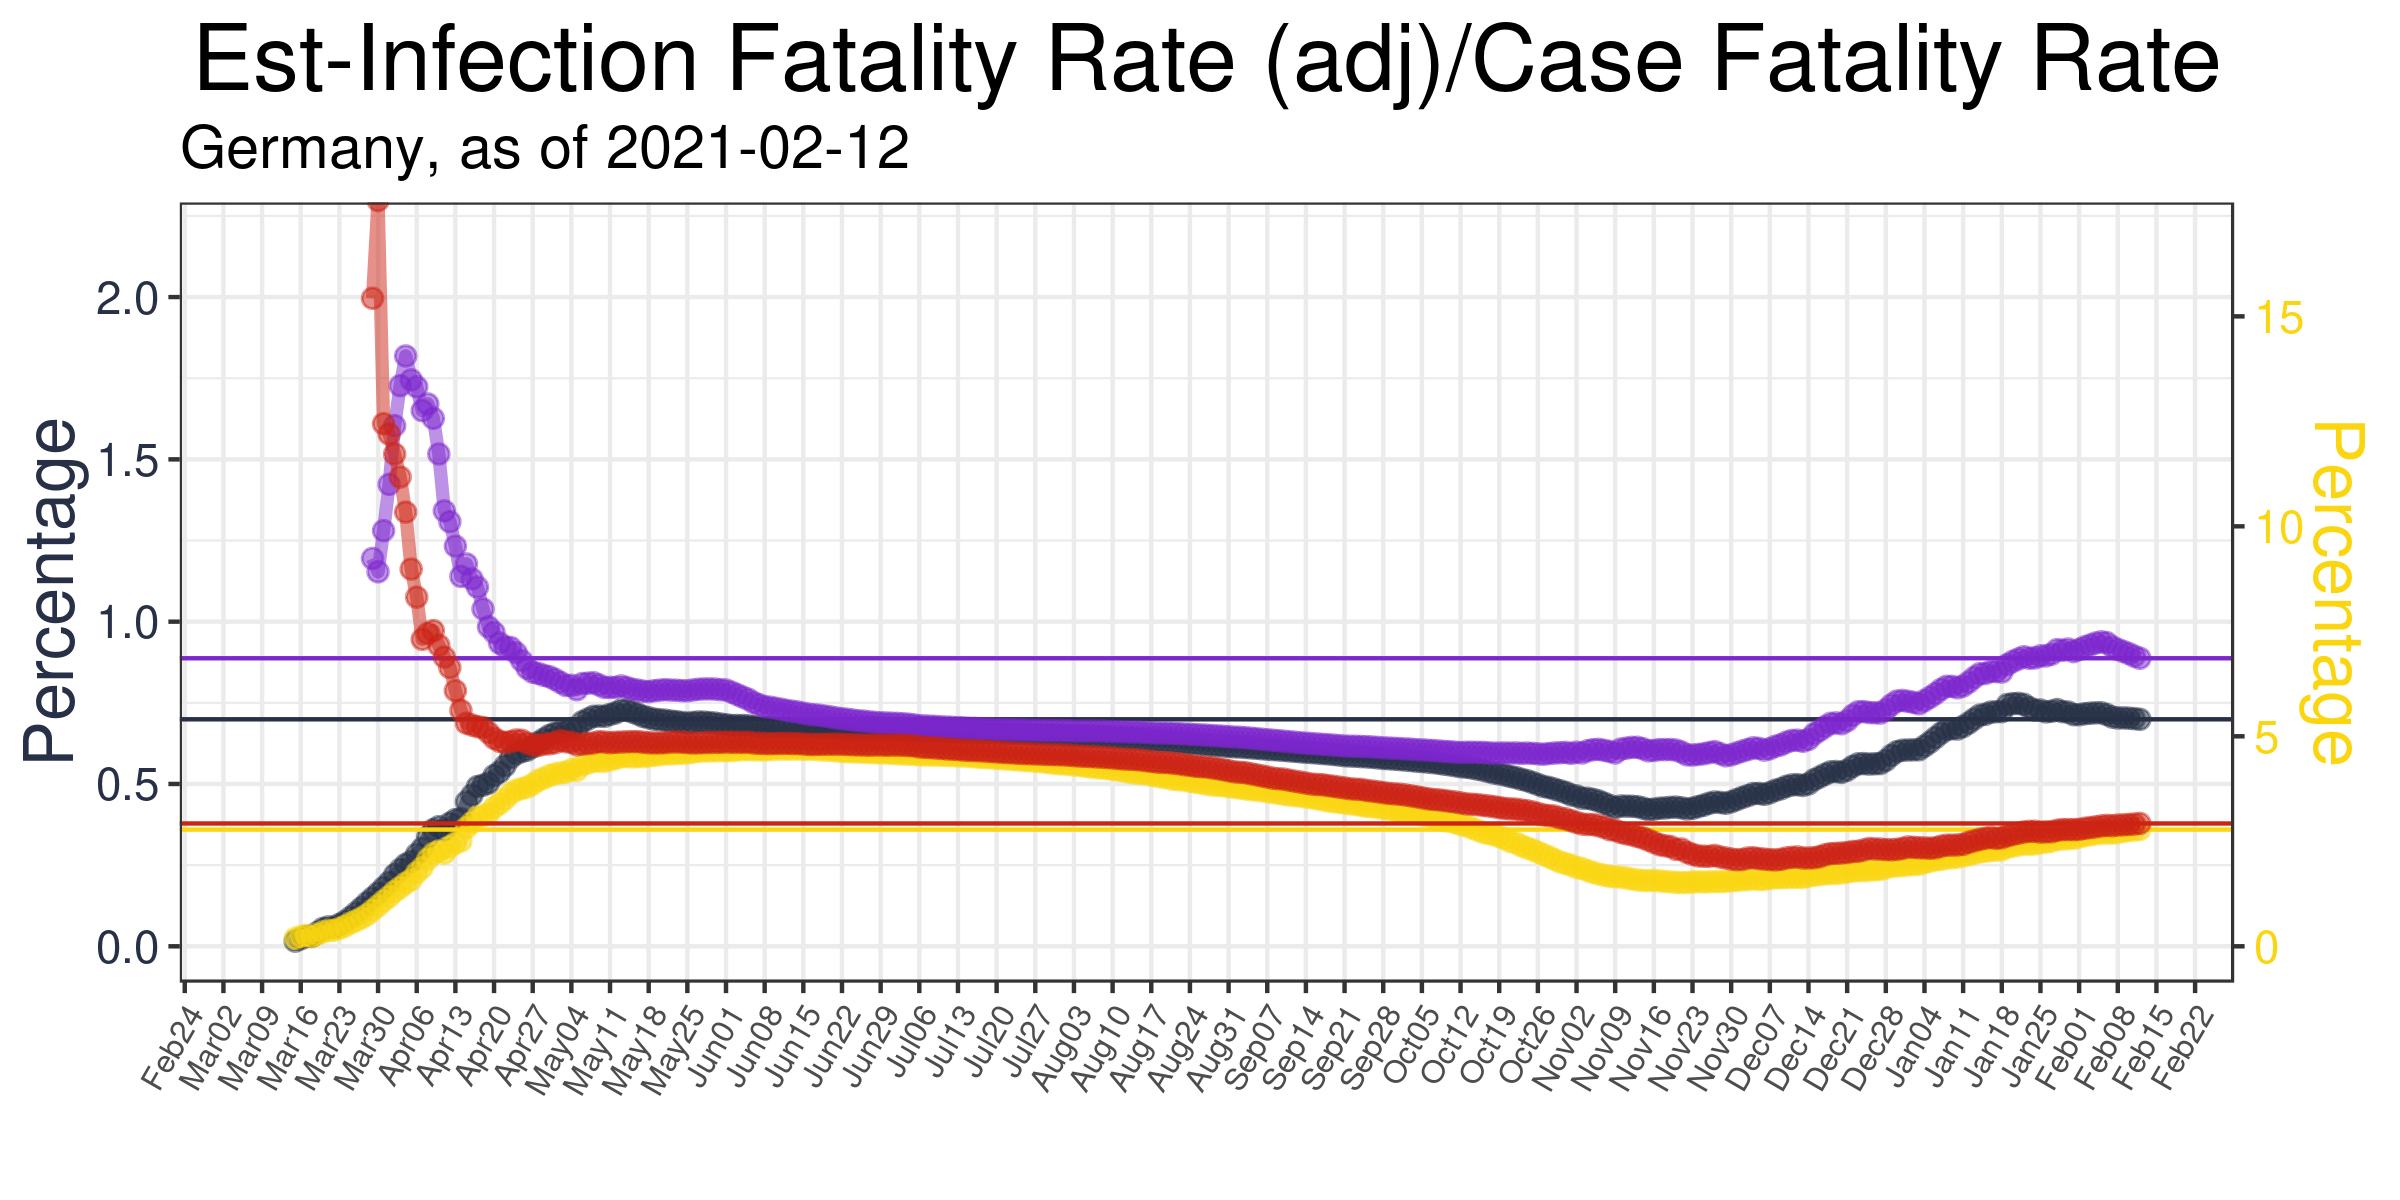 Est-Infection Fatality Rate (adj)/Case Fatality Rate
Germany, as of 2021-02-12
Percentage
2.0
1.5
1.0
0.5
0.0
15
10
5
0
Percentage
Feb24
Mar02
Mar09
Mar16
Mar23
Mar30
Apr06
Apr13
Apr20
Apr27
May04
May11
May18
May25
Jun01
Jun08
Jun15
Jun22
Jun29
Jul06
Jul13
Jul20
Jul27
Aug03
Aug10
Aug17
Aug24
Aug31
Sep07
Sep14
Sep21
Sep28
Oct05
Oct12
Oct19
Oct26
Nov02
Nov09
Nov16
Nov23
Nov30
Dec07
Dec14
Dec21
Dec28
Jan04
Jan11
Jan18
Jan25
Feb01
Feb08
Feb15
Feb22